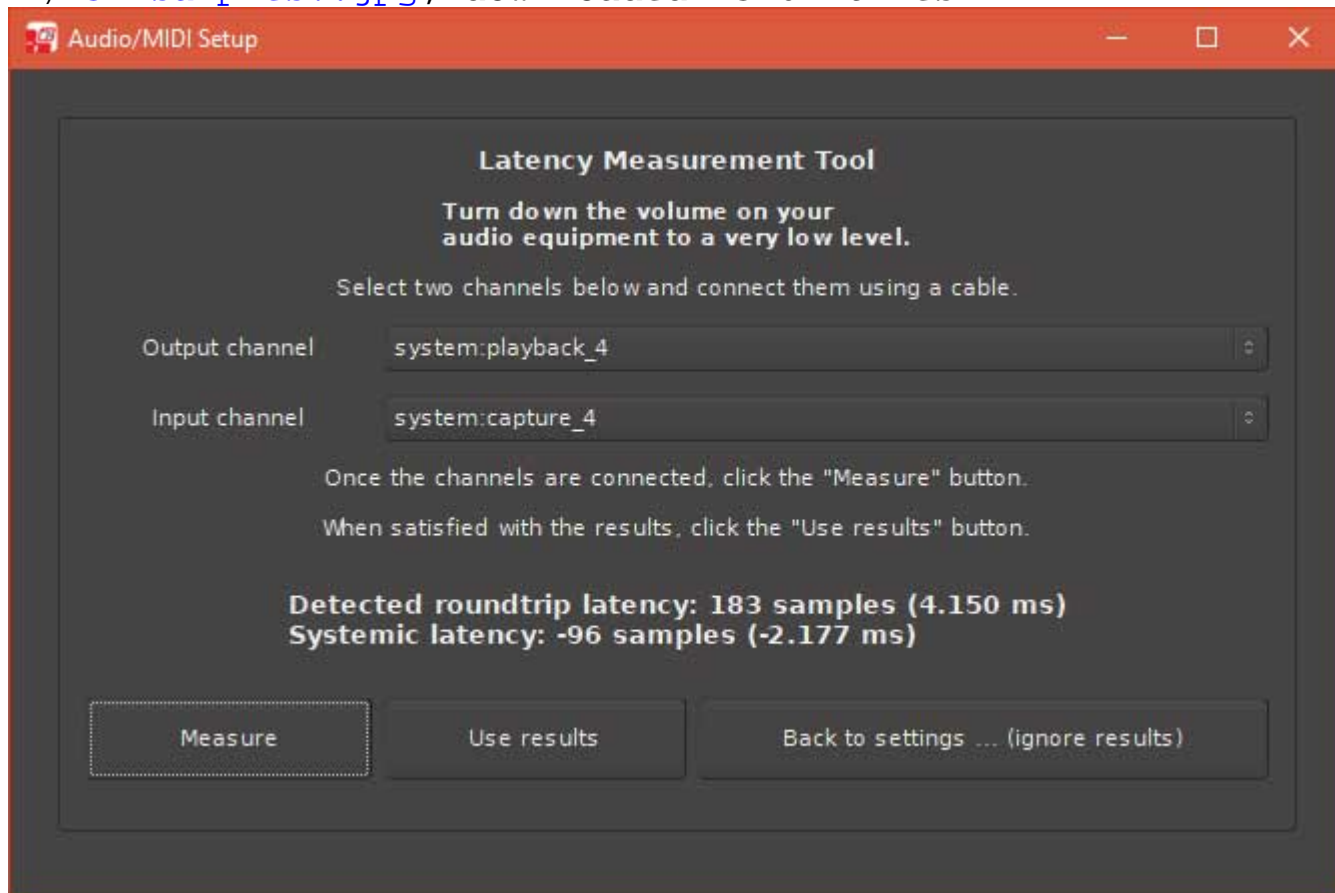 Audio/MIDI Setup
Latency Measurement Tool
Turn down the volume on your
audio equipment to a very low level.
Select two channels below and connect them using a cable.
Output channel system:playback_4
Input channel system:capture_4
Once the channels are connected, click the "Measure" button.
When satisfied with the results, click the "Use results" button.
Detected roundtrip latency: 183 samples (4.150 ms)
Systemic latency: -96 samples (-2.177 ms)
Measure Use results Back to settings ... (ignore results)